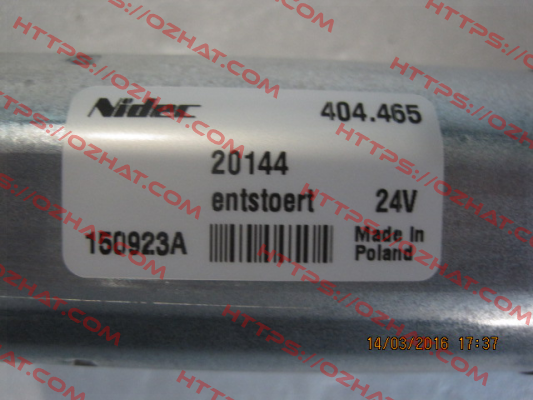 Nidec 404.465
20144
entstoert 24V
150923A Made in
Poland
14/03/2016 17:37
HTTPS://OZHAT.COM